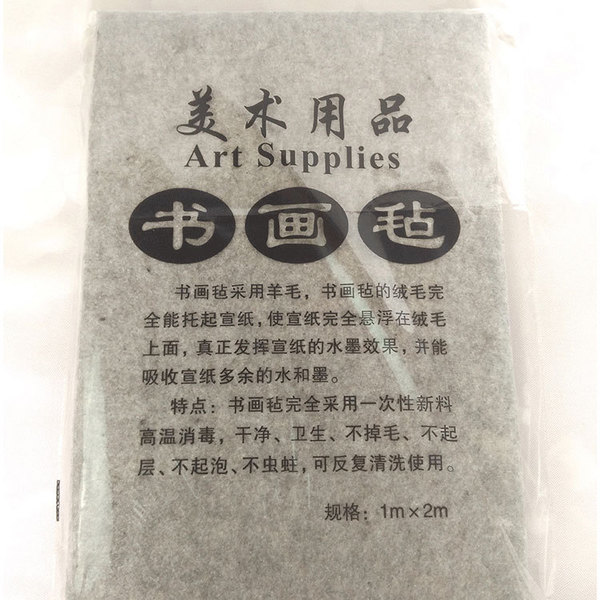 美术用品
Art Supplies
书画毡
书画毡采用羊毛，书画毡的绒毛完
全能托起宣纸，使宣纸完全悬浮在绒毛
上面，真正发挥宣纸的水墨效果，并能
吸收宣纸多余的水和墨。
特点：书画毡完全采用一次性新料
高温消毒，干净、卫生、不掉毛、不起
层、不起泡、不虫蛀，可反复清洗使用。
规格：1m×2m